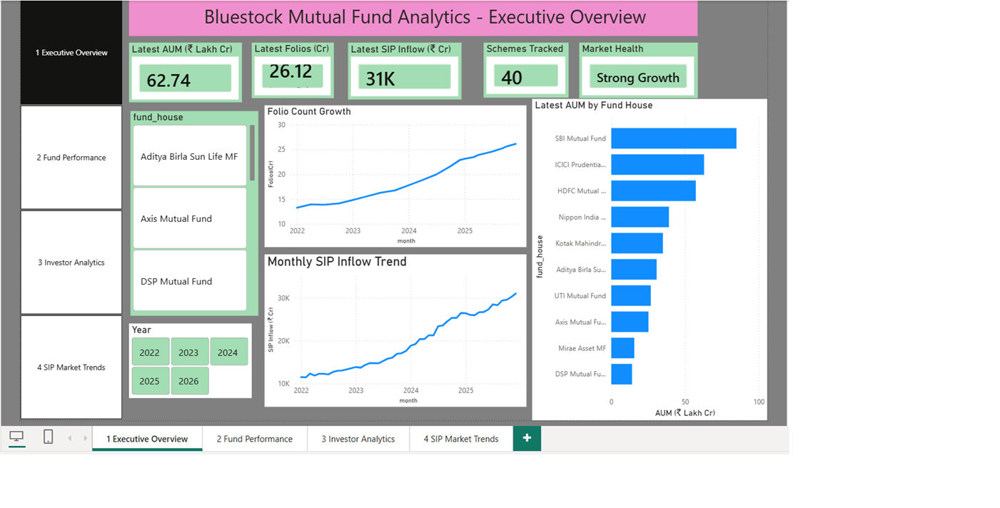 Bluestock Mutual Fund Analytics - Executive Overview
1 Executive Overview
2 Fund Performance
3 Investor Analytics
4 SIP Market Trends
Latest AUM (₹ Lakh Cr)
62.74
Latest Folios (Cr)
26.12
Latest SIP Inflow (₹ Cr)
31K
Schemes Tracked
40
Market Health
Strong Growth
fund_house
Aditya Birla Sun Life MF
Axis Mutual Fund
DSP Mutual Fund
Year
2022 2023 2024
2025 2026
Folio Count Growth
30
25
20
15
10
Folios(Cr)
2022 2023 2024 2025
month
Monthly SIP Inflow Trend
30K
20K
10K
SIP Inflow (₹ Cr)
2022 2023 2024 2025
month
Latest AUM by Fund House
fund_house
SBI Mutual Fund
ICICI Prudentia...
HDFC Mutual ...
Nippon India ...
Kotak Mahindr...
Aditya Birla Su...
UTI Mutual Fund
Axis Mutual Fu...
Mirae Asset MF
DSP Mutual Fu...
0 50 100
AUM (₹ Lakh Cr)
1 Executive Overview 2 Fund Performance 3 Investor Analytics 4 SIP Market Trends +